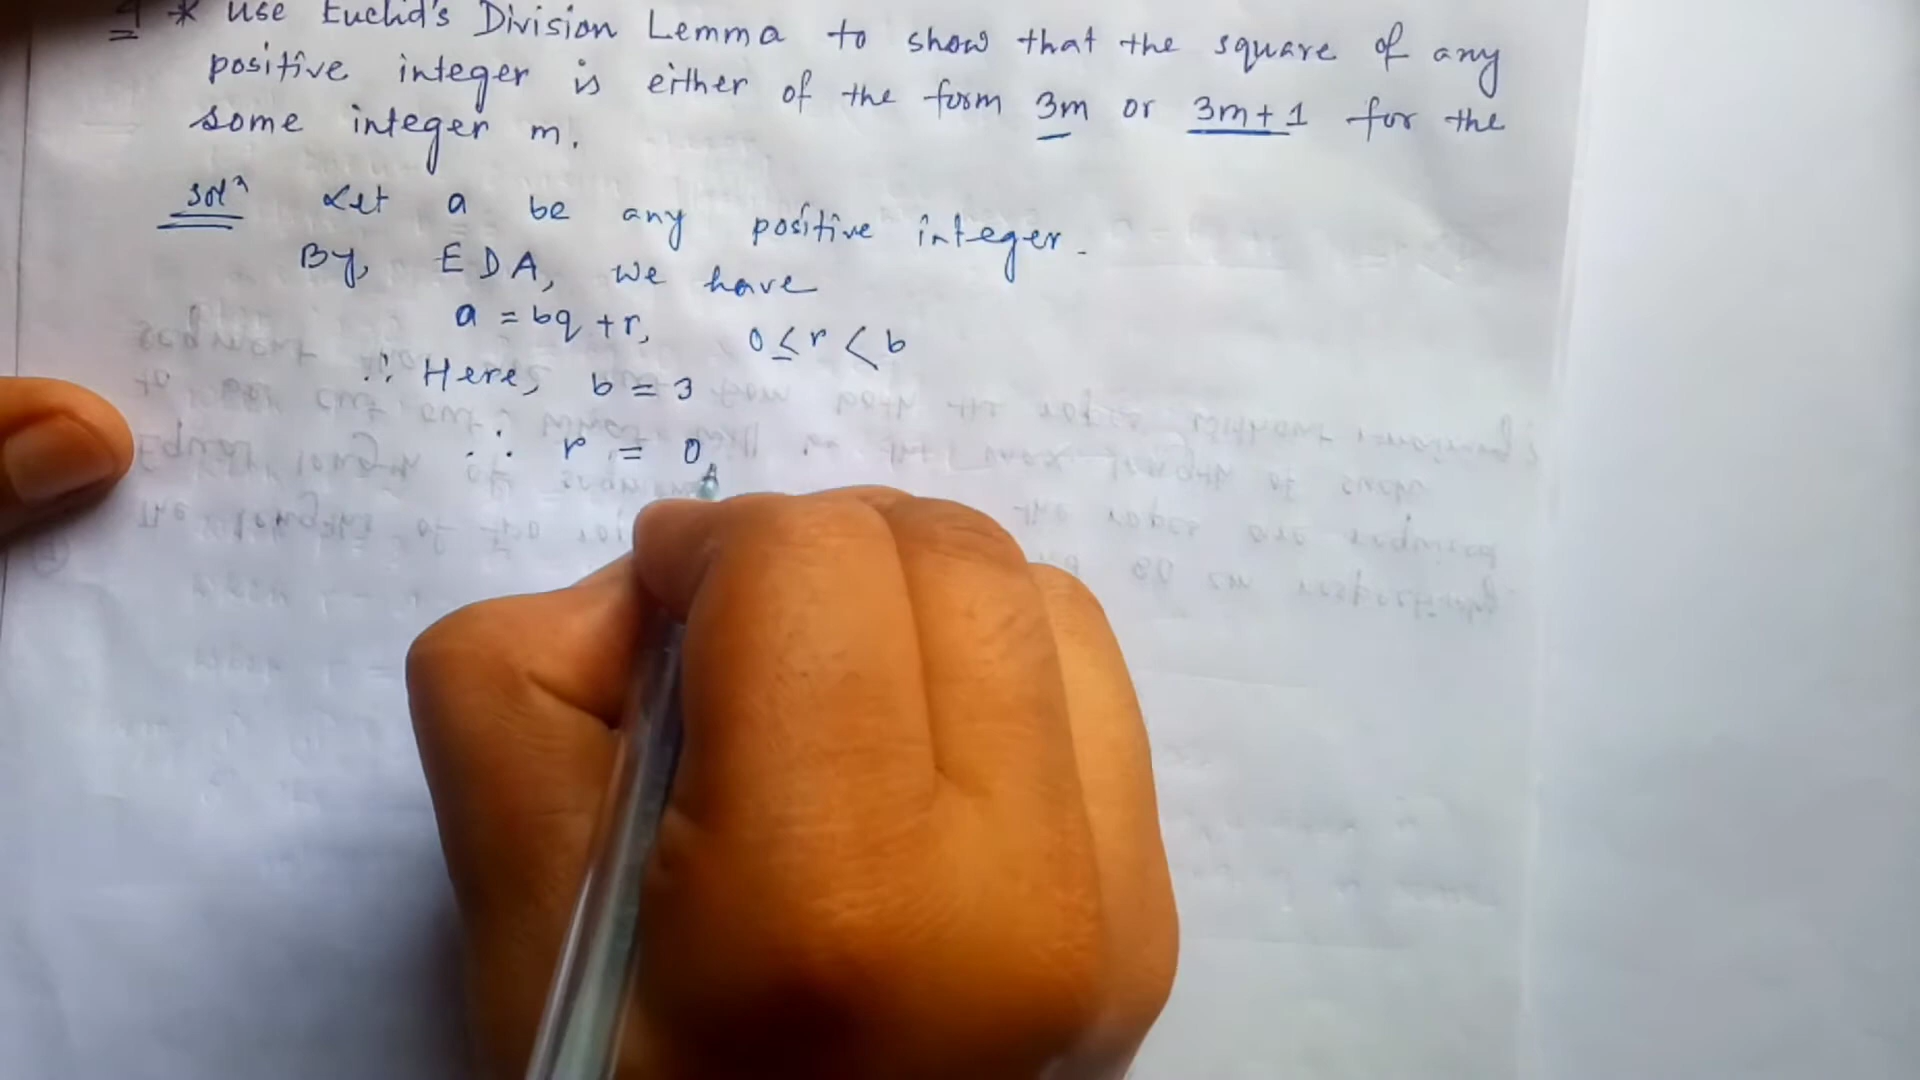 * Use Euclid's Division Lemma to show that the square of any
positive integer is either of the form 3m or 3m+1 for the
some integer m.
Solⁿ Let a be any positive integer.
By, EDA, we have
a = bq + r, 0 ≤ r < b
∴ Here, b = 3
∴ r = 0,